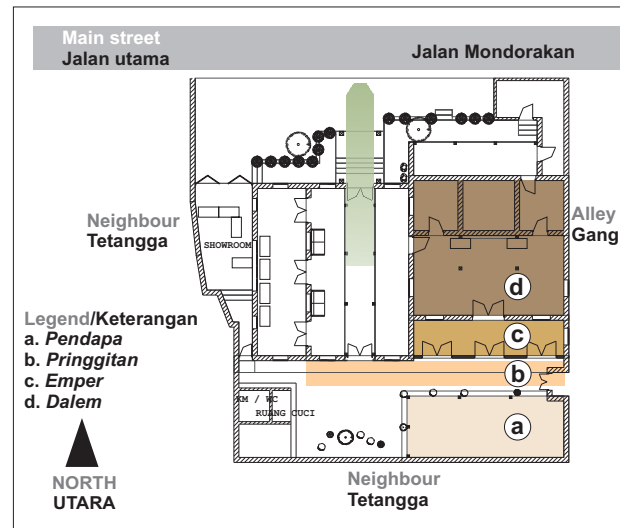 Main street
Jalan utama
Jalan Mondorakan
Neighbour
Tetangga
SHOWROOM
Alley
Gang
d
c
b
a
Legend/Keterangan
a. Pendapa
b. Pringgitan
c. Emper
d. Dalem
KM / WC
RUANG CUCI
NORTH
UTARA
Neighbour
Tetangga